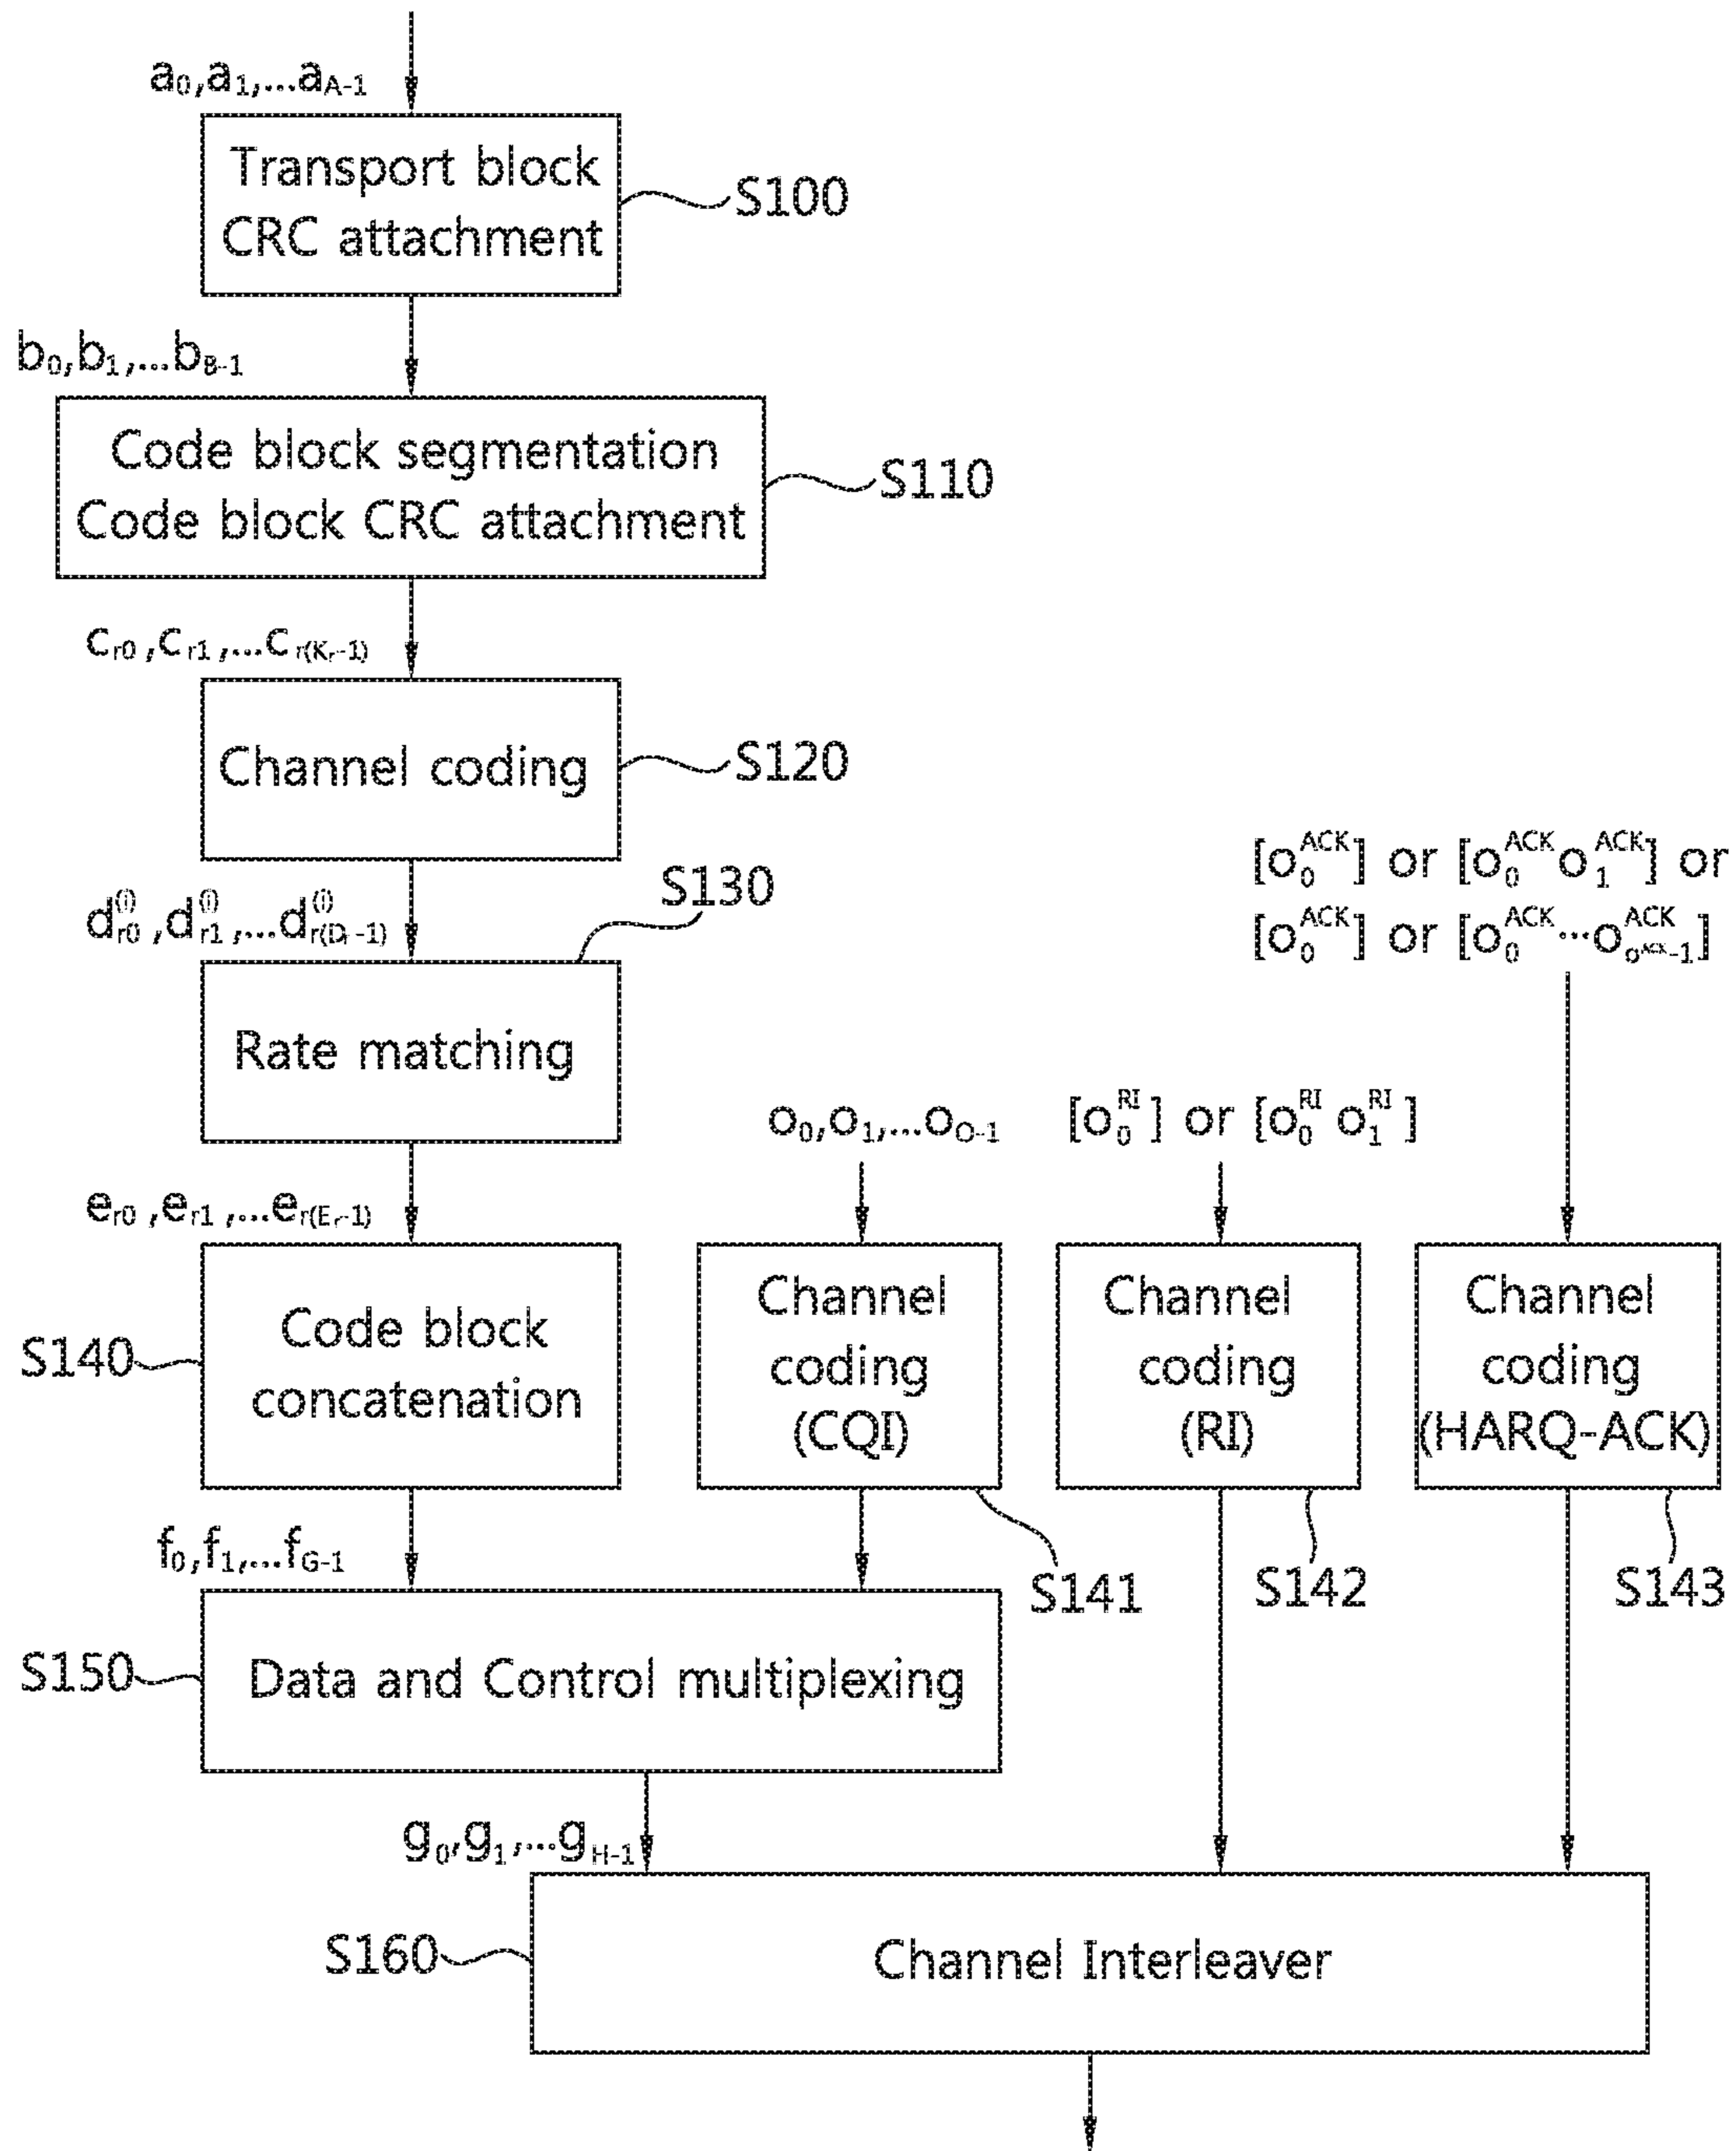 a0,a1,...aA-1
Transport block
CRC attachment
S100
b0,b1,...bB-1
Code block segmentation
Code block CRC attachment
S110
cr0,cr1,...cr(Kr-1)
Channel coding
S120
d(i)r0,d(i)r1,...d(i)r(Dr-1)
S130
Rate matching
[o0ACK] or [o0ACK o1ACK] or
[o0ACK] or [o0ACK...oACKoACK-1]
o0,o1,...oO-1
[o0RI] or [o0RI o1RI]
er0,er1,...er(Er-1)
S140
Code block
concatenation
Channel
coding
(CQI)
Channel
coding
(RI)
Channel
coding
(HARQ-ACK)
f0,f1,...fG-1
S141
S142
S143
S150
Data and Control multiplexing
g0,g1,...gH-1
S160
Channel Interleaver